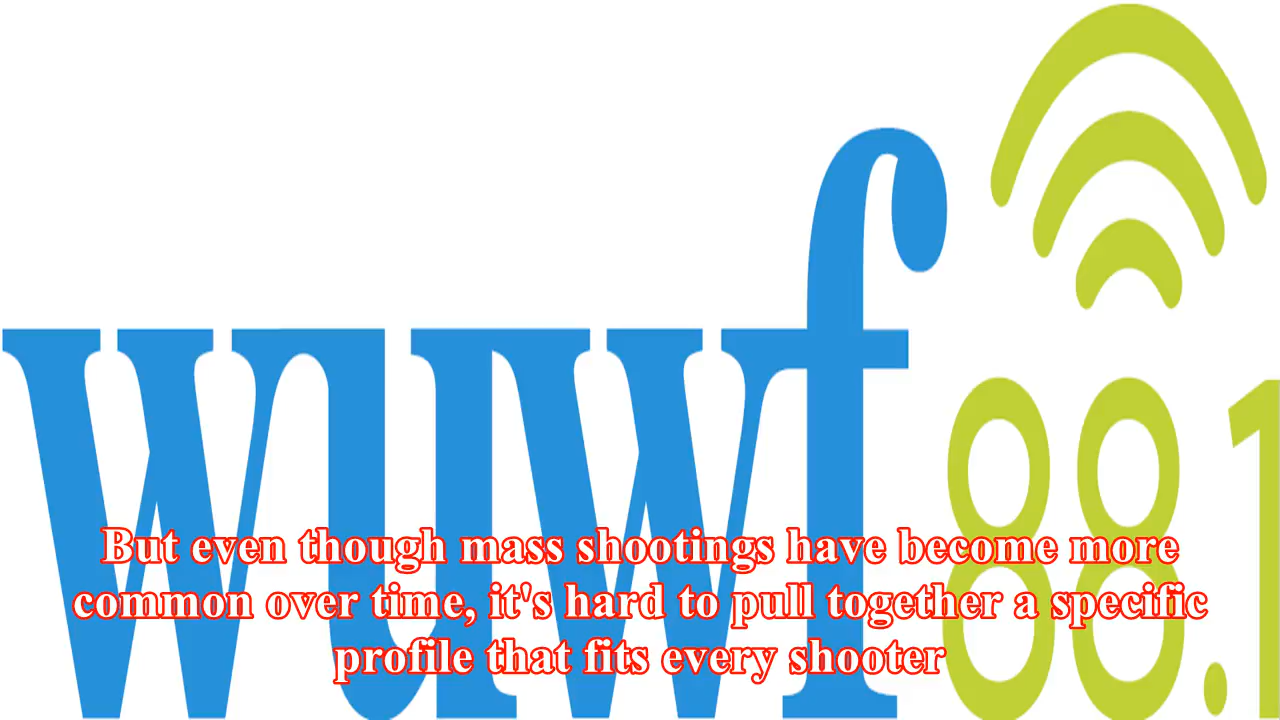 wuwf 88.1
But even though mass shootings have become more
common over time, it's hard to pull together a specific
profile that fits every shooter